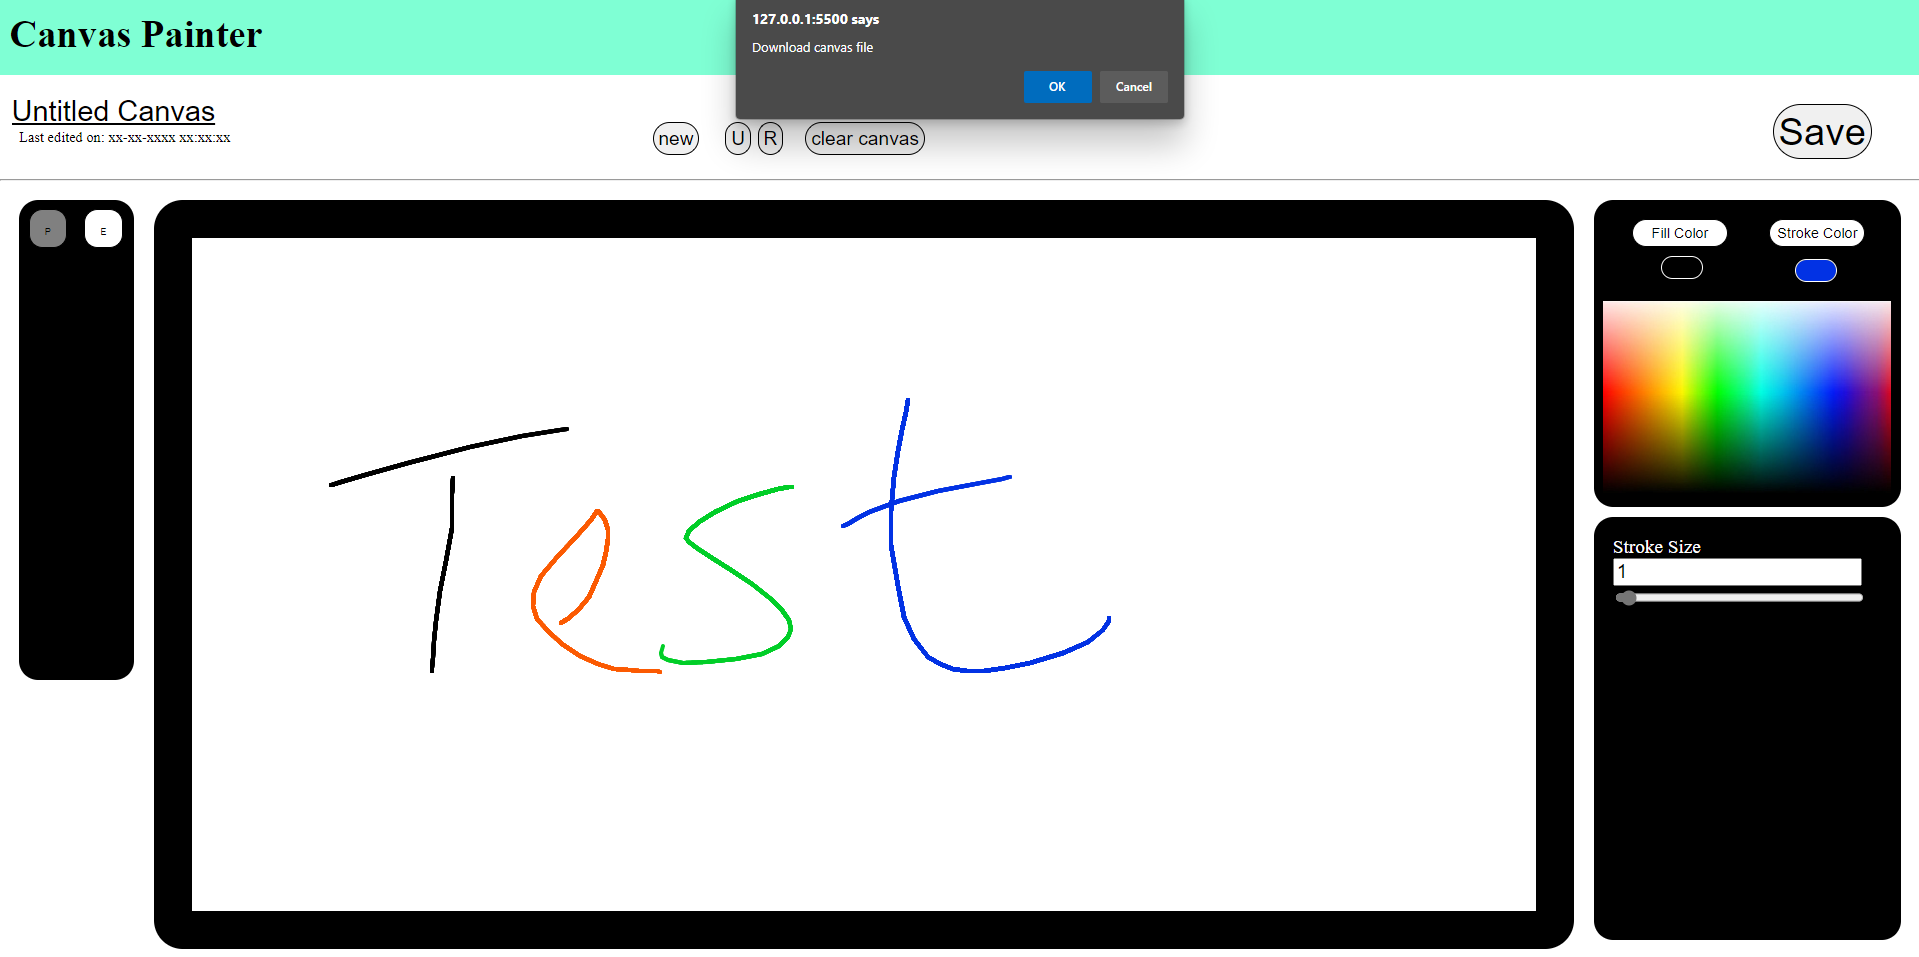 Canvas Painter
127.0.0.1:5500 says
Download canvas file
OK Cancel
Untitled Canvas
Last edited on: xx-xx-xxxx xx:xx:xx
new U R clear canvas
Save
P E
Fill Color Stroke Color
Test
Stroke Size
1